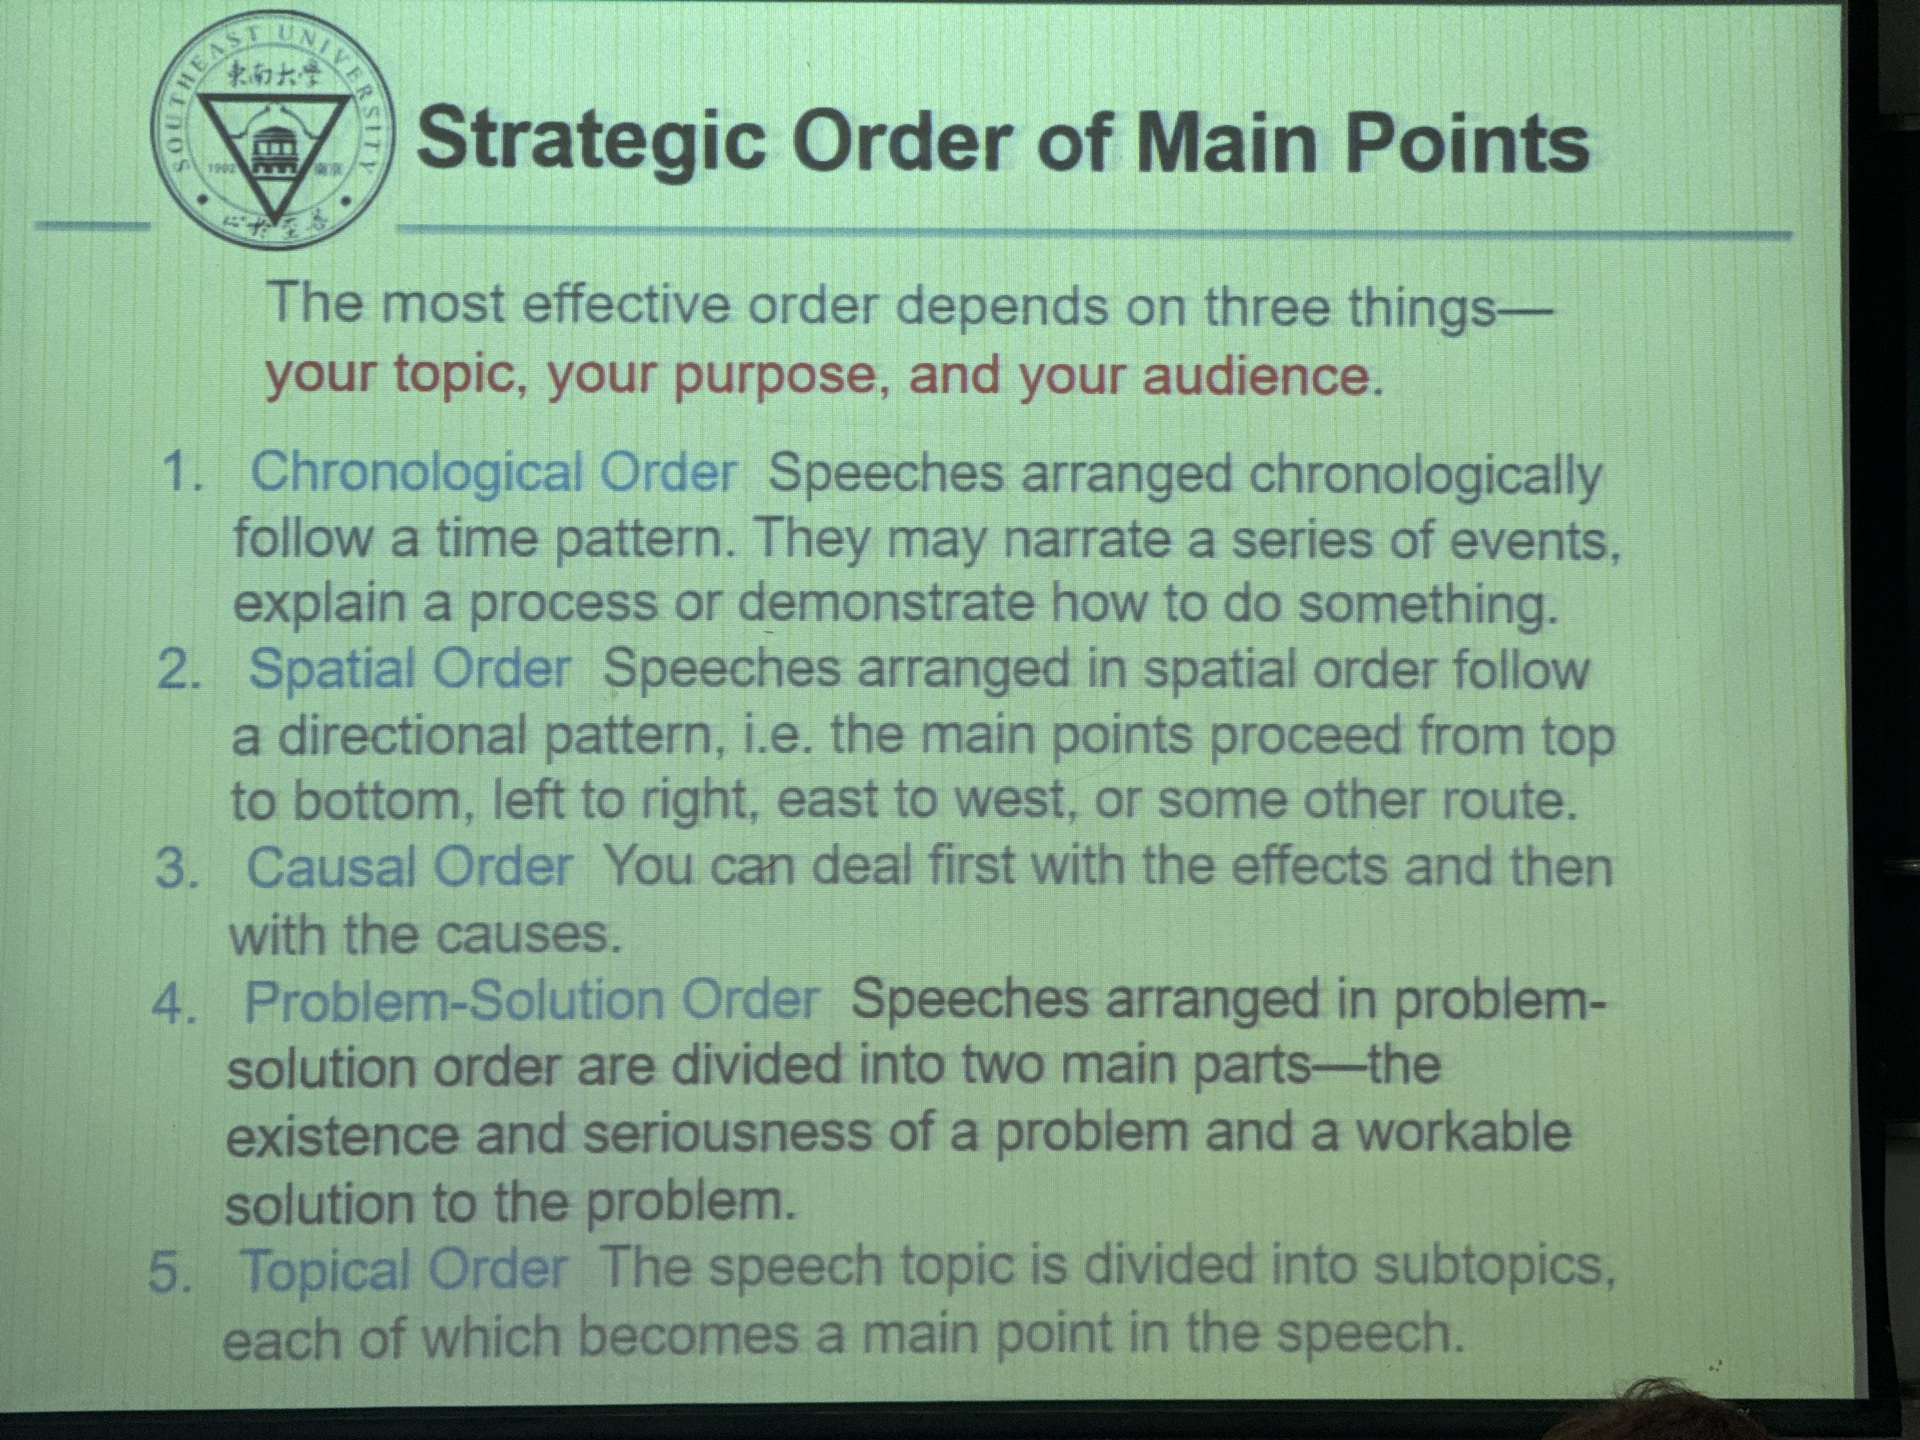 SOUTHEAST UNIVERSITY
東南大学
1902 南京
止於至善
Strategic Order of Main Points
The most effective order depends on three things—
your topic, your purpose, and your audience.
1. Chronological Order Speeches arranged chronologically
follow a time pattern. They may narrate a series of events,
explain a process or demonstrate how to do something.
2. Spatial Order Speeches arranged in spatial order follow
a directional pattern, i.e. the main points proceed from top
to bottom, left to right, east to west, or some other route.
3. Causal Order You can deal first with the effects and then
with the causes.
4. Problem-Solution Order Speeches arranged in problem-
solution order are divided into two main parts—the
existence and seriousness of a problem and a workable
solution to the problem.
5. Topical Order The speech topic is divided into subtopics,
each of which becomes a main point in the speech.